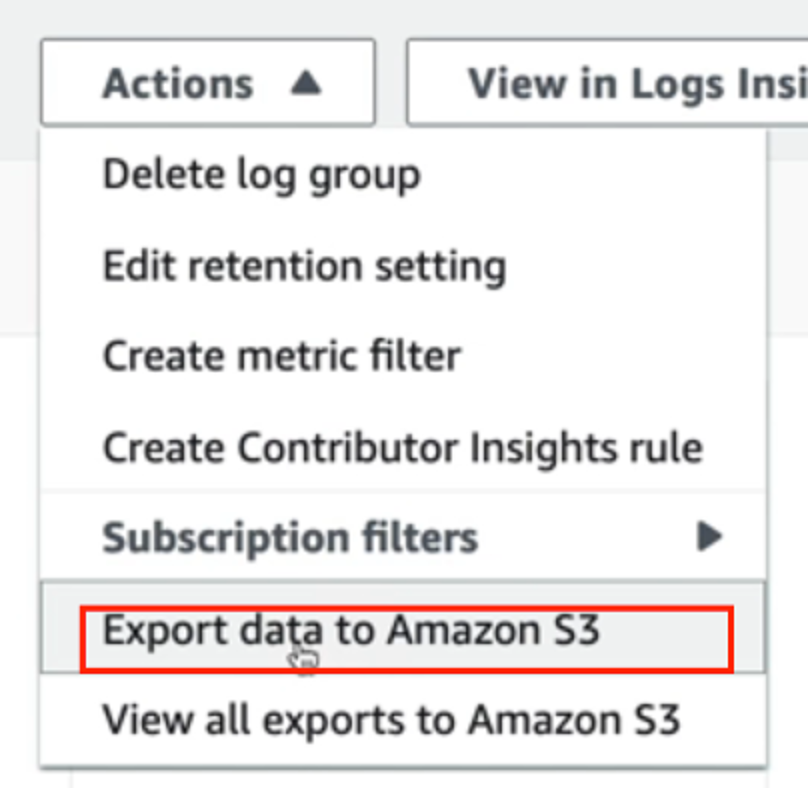 Actions
View in Logs Insi
Delete log group
Edit retention setting
Create metric filter
Create Contributor Insights rule
Subscription filters
Export data to Amazon S3
View all exports to Amazon S3